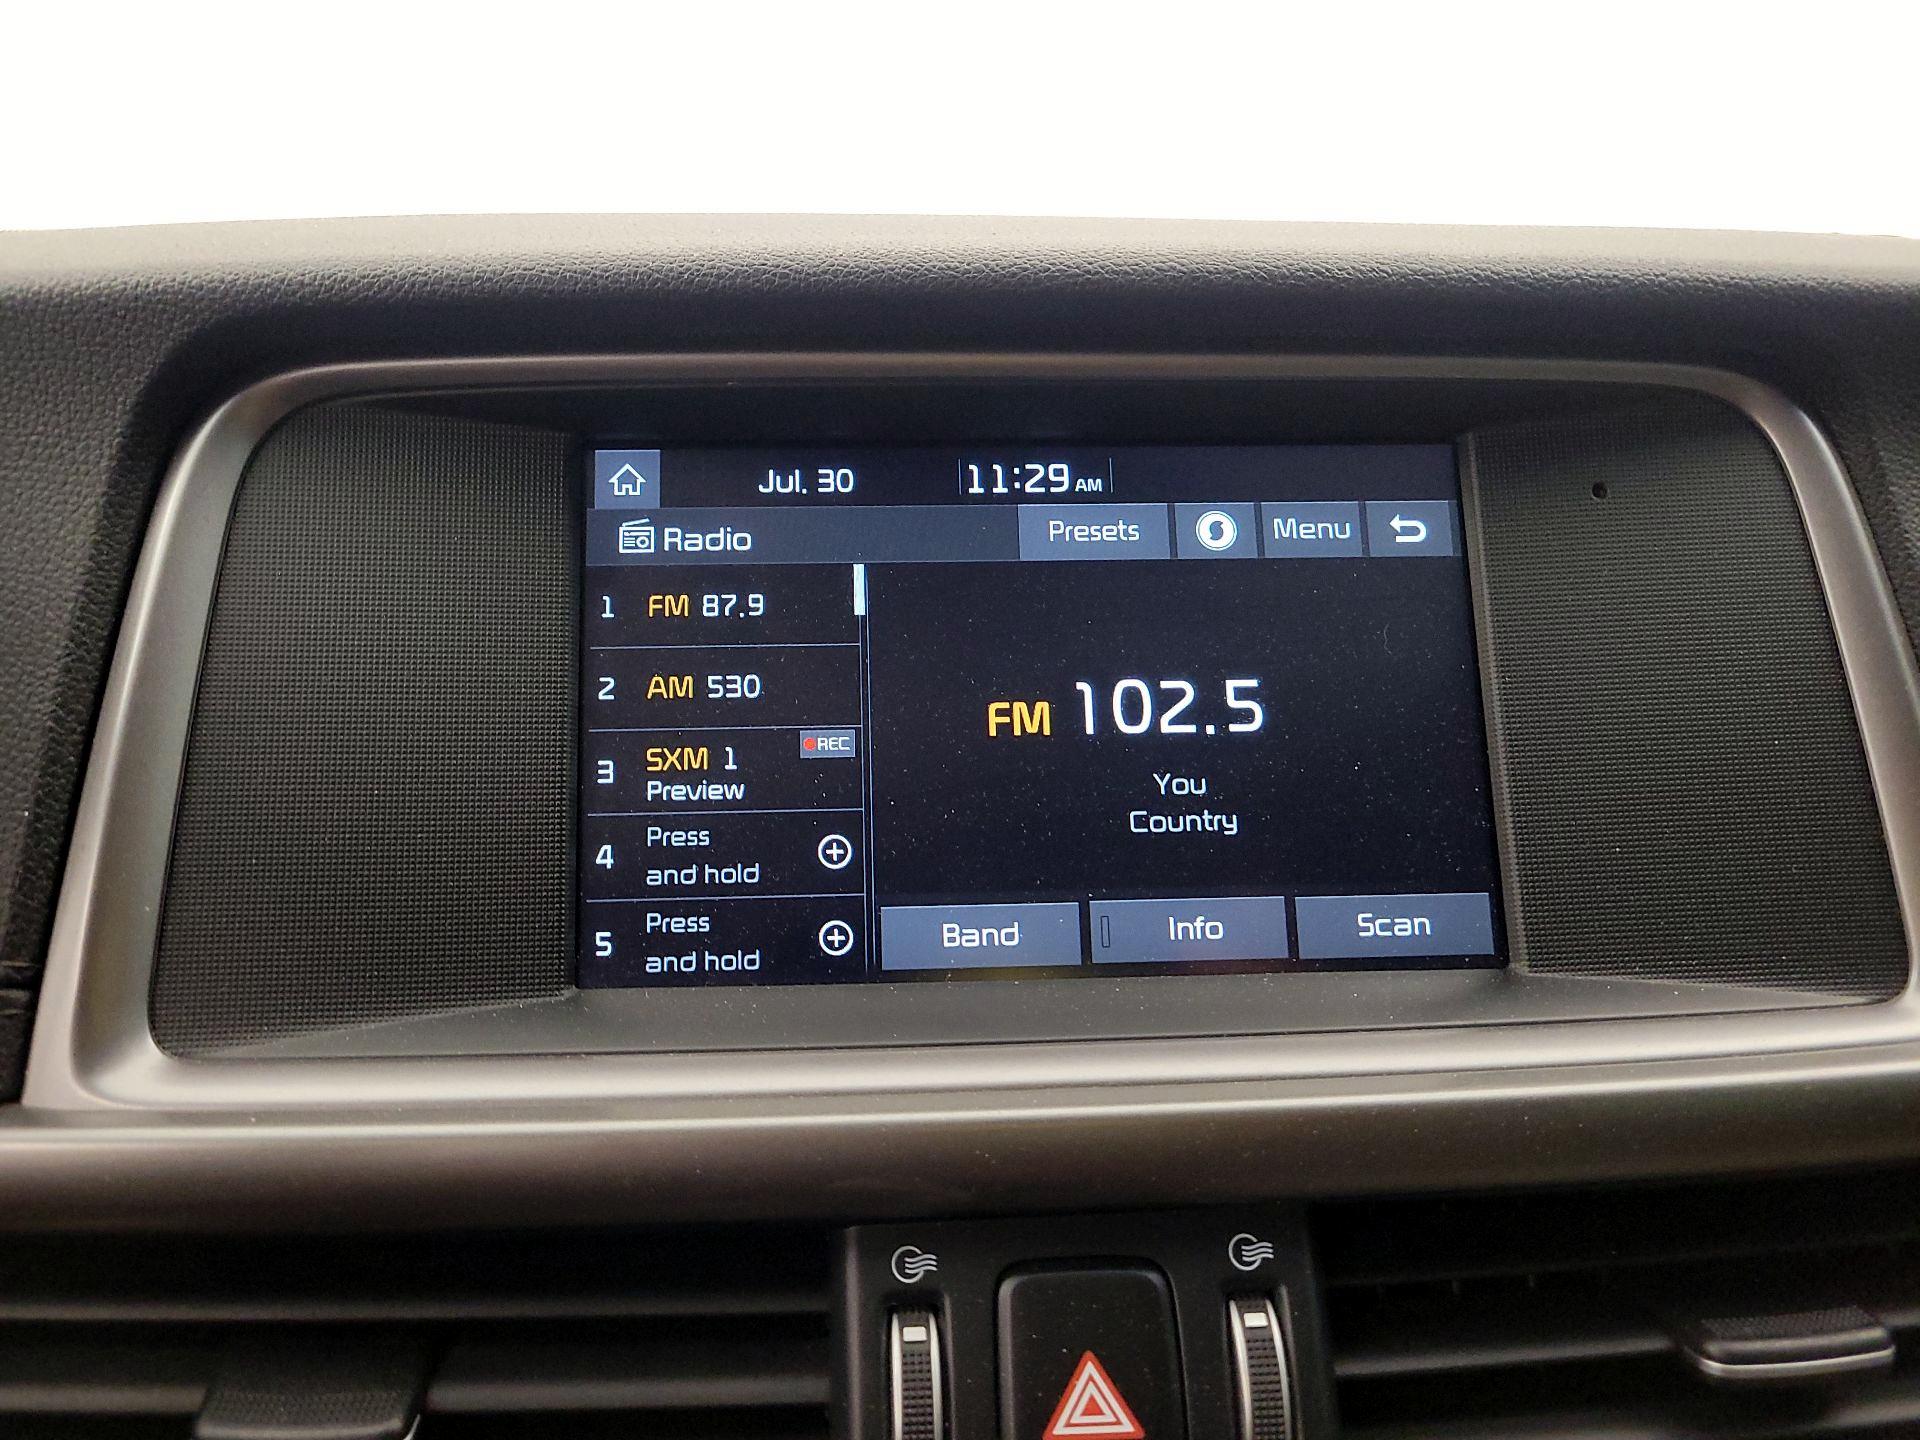 Jul. 30 11:29 AM
Radio Presets Menu
1 FM 87.9
2 AM 530
3 SXM 1 REC
Preview
4 Press
and hold
5 Press
and hold
FM 102.5
You
Country
Band Info Scan